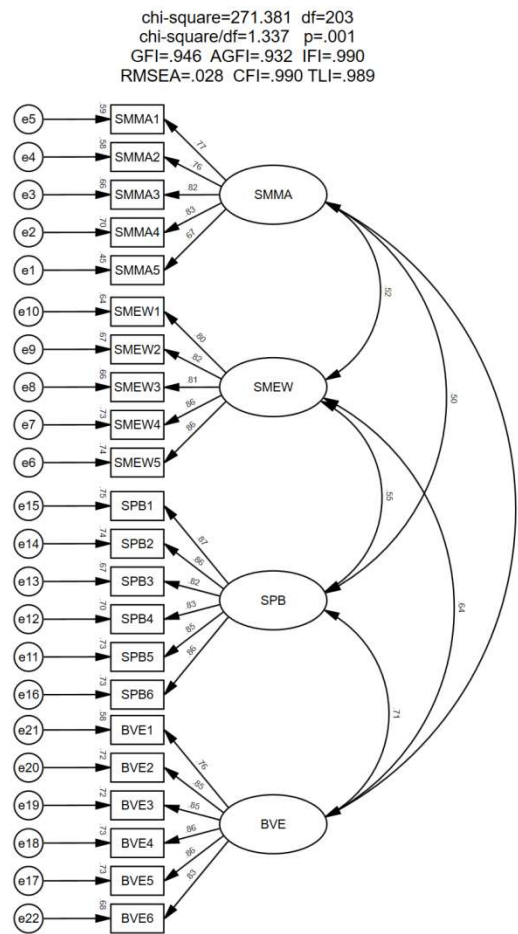 chi-square=271.381 df=203
chi-square/df=1.337 p=.001
GFI=.946 AGFI=.932 IFI=.990
RMSEA=.028 CFI=.990 TLI=.989
e5 .59 SMMA1 .77
e4 .58 SMMA2 .76
e3 .66 SMMA3 .82 SMMA
e2 .70 SMMA4 .83
e1 .45 SMMA5 .67
.52
e10 .64 SMEW1 .80
e9 .67 SMEW2 .82
e8 .66 SMEW3 .81 SMEW
e7 .73 SMEW4 .86
e6 .74 SMEW5 .86
.50
.55
e15 .75 SPB1 .87
e14 .74 SPB2 .86
e13 .67 SPB3 .82
e12 .70 SPB4 .83 SPB
e11 .73 SPB5 .85
e16 .73 SPB6 .86
.64
.71
.51
e21 .58 BVE1 .76
e20 .72 BVE2 .85
e19 .72 BVE3 .85 BVE
e18 .73 BVE4 .86
e17 .73 BVE5 .86
e22 .68 BVE6 .83